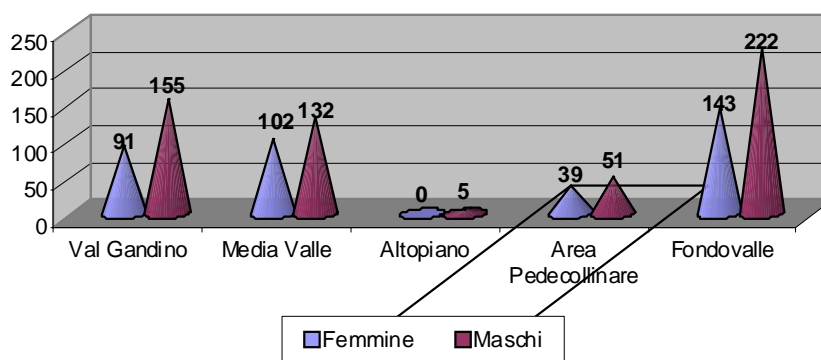 250
200
150
100
50
0
91
155
102
132
0
5
39
51
143
222
Val Gandino
Media Valle
Altopiano
Area
Pedecollinare
Fondovalle
Femmine
Maschi